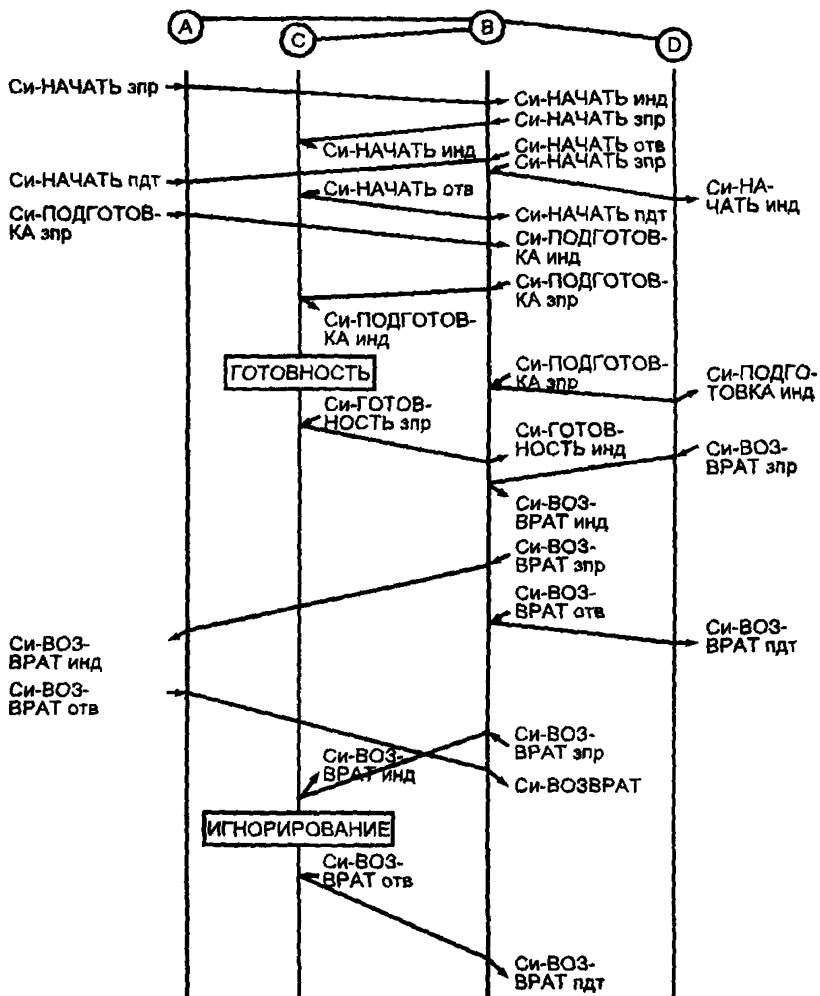 A
C
B
D
Си-НАЧАТЬ зпр
Си-НАЧАТЬ инд
Си-НАЧАТЬ зпр
Си-НАЧАТЬ инд
Си-НАЧАТЬ отв
Си-НАЧАТЬ зпр
Си-НАЧАТЬ пдт
Си-НАЧАТЬ отв
Си-НА-
ЧАТЬ инд
Си-ПОДГОТОВ-
КА зпр
Си-НАЧАТЬ пдт
Си-ПОДГОТОВ-
КА инд
Си-ПОДГОТОВ-
КА зпр
Си-ПОДГОТОВ-
КА инд
ГОТОВНОСТЬ
Си-ПОДГОТОВ-
КА зпр
Си-ПОДГО-
ТОВКА инд
Си-ГОТОВ-
НОСТЬ зпр
Си-ГОТОВ-
НОСТЬ инд
Си-ВОЗ-
ВРАТ зпр
Си-ВОЗ-
ВРАТ инд
Си-ВОЗ-
ВРАТ зпр
Си-ВОЗ-
ВРАТ отв
Си-ВОЗ-
ВРАТ пдт
Си-ВОЗ-
ВРАТ инд
Си-ВОЗ-
ВРАТ отв
Си-ВОЗ-
ВРАТ зпр
Си-ВОЗ-
ВРАТ инд
Си-ВОЗВРАТ
ИГНОРИРОВАНИЕ
Си-ВОЗ-
ВРАТ отв
Си-ВОЗ-
ВРАТ пдт